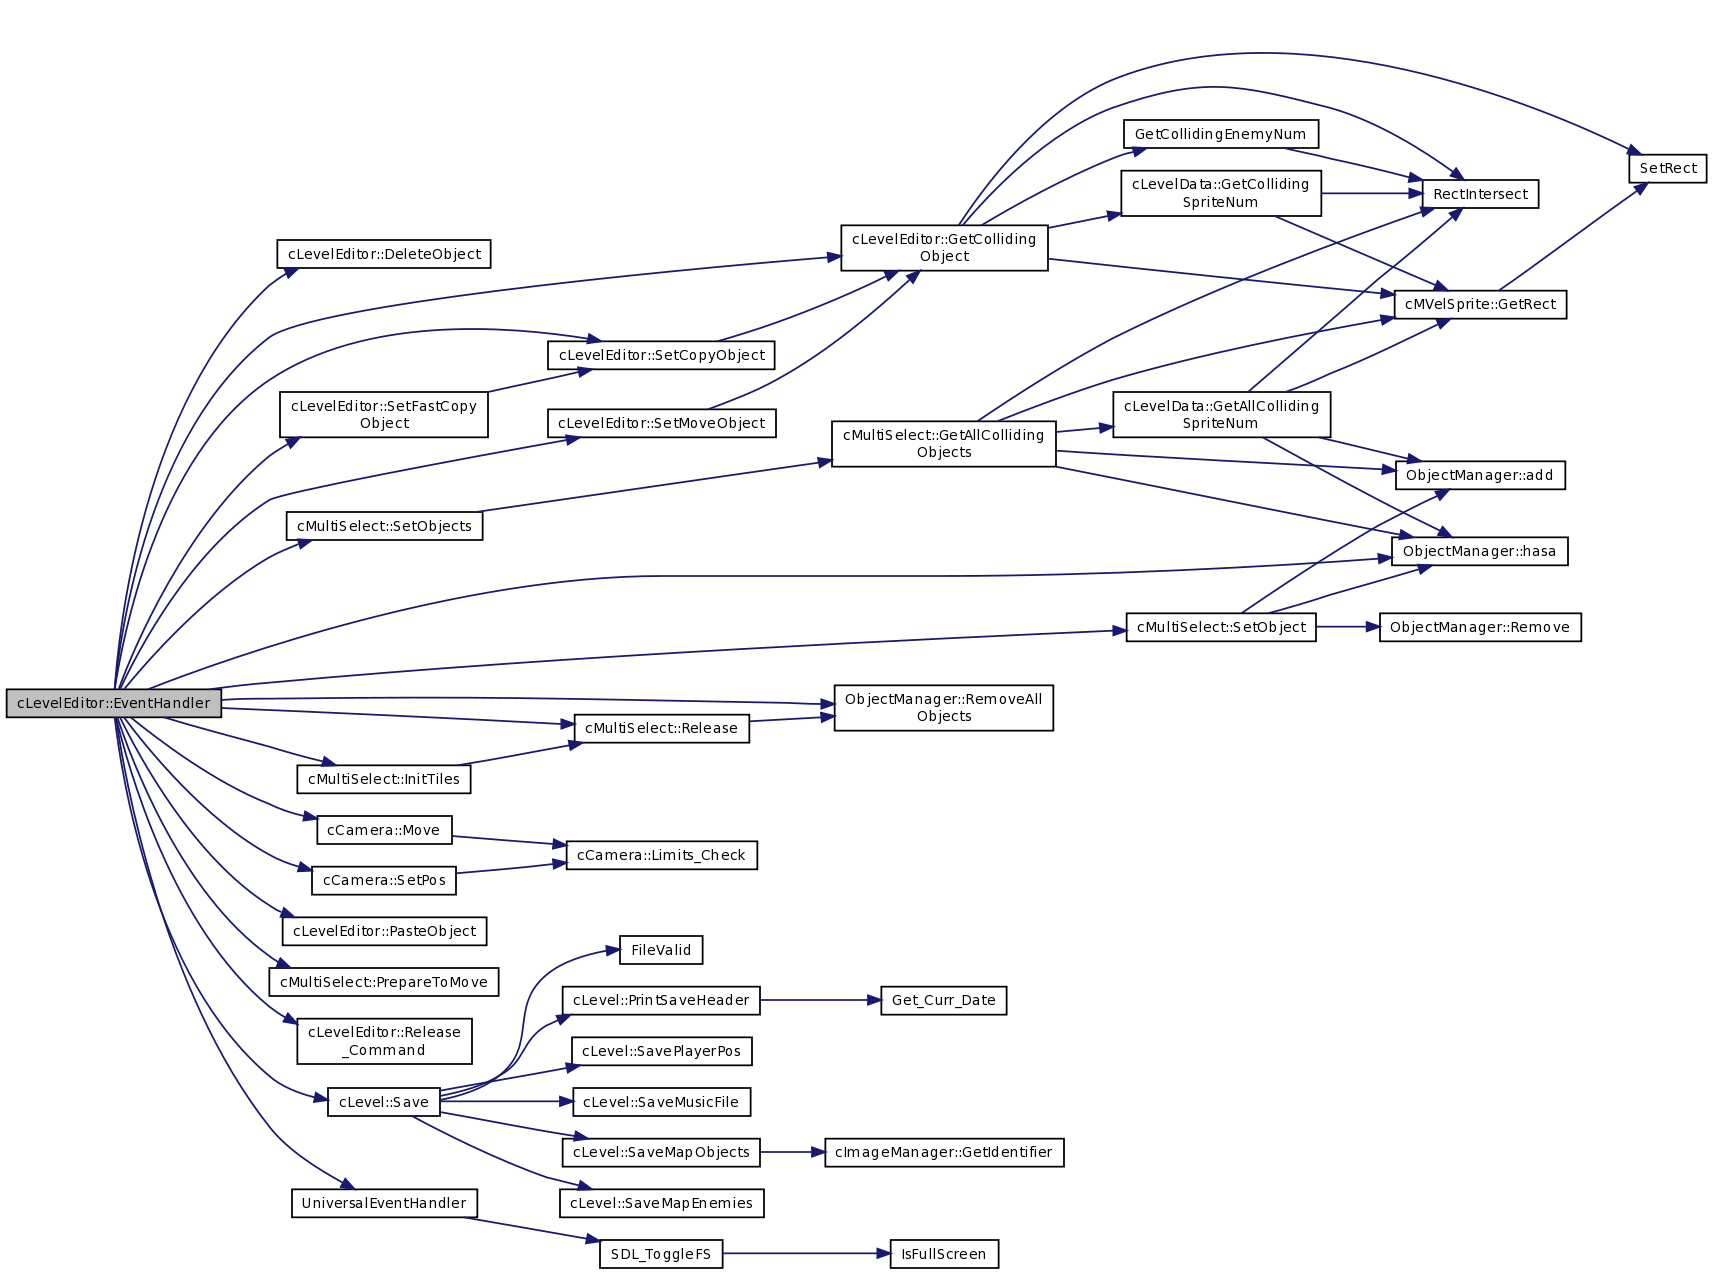 GetCollidingEnemyNum
SetRect
cLevelData::GetColliding
SpriteNum
RectIntersect
cLevelEditor::GetColliding
Object
cLevelEditor::DeleteObject
cMVelSprite::GetRect
cLevelEditor::SetCopyObject
cLevelEditor::SetFastCopy
Object
cLevelEditor::SetMoveObject
cLevelData::GetAllColliding
SpriteNum
cMultiSelect::GetAllColliding
Objects
ObjectManager::add
cMultiSelect::SetObjects
ObjectManager::hasa
cMultiSelect::SetObject
ObjectManager::Remove
cLevelEditor::EventHandler
ObjectManager::RemoveAll
Objects
cMultiSelect::Release
cMultiSelect::InitTiles
cCamera::Move
cCamera::Limits_Check
cCamera::SetPos
cLevelEditor::PasteObject
FileValid
cMultiSelect::PrepareToMove
cLevel::PrintSaveHeader
Get_Curr_Date
cLevelEditor::Release
_Command
cLevel::SavePlayerPos
cLevel::Save
cLevel::SaveMusicFile
cLevel::SaveMapObjects
cImageManager::GetIdentifier
UniversalEventHandler
cLevel::SaveMapEnemies
SDL_ToggleFS
IsFullScreen